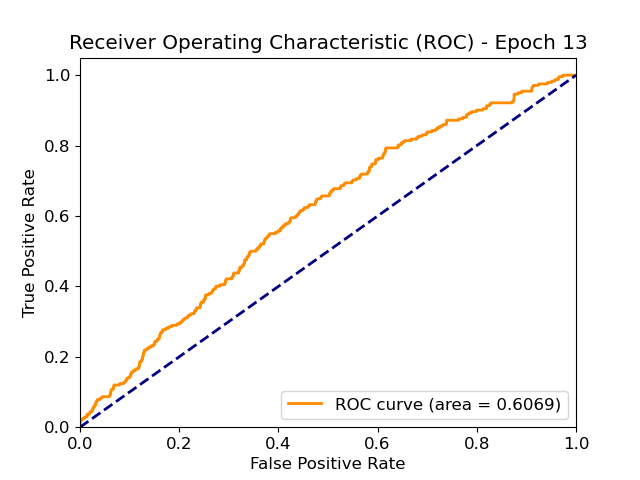 Receiver Operating Characteristic (ROC) - Epoch 13
True Positive Rate
1.0
0.8
0.6
0.4
0.2
0.0
ROC curve (area = 0.6069)
0.0 0.2 0.4 0.6 0.8 1.0
False Positive Rate